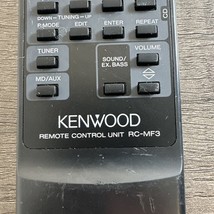 DOWN – TUNING – UP
P.MODE EDIT ENTER REPEAT
CD
TUNER
SOUND/ VOLUME
EX. BASS
MD/AUX
KENWOOD
REMOTE CONTROL UNIT RC-MF3